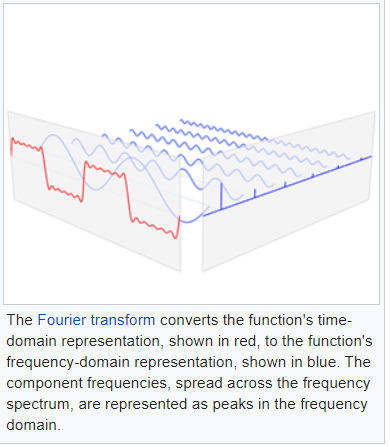 The Fourier transform converts the function's time-
domain representation, shown in red, to the function's
frequency-domain representation, shown in blue. The
component frequencies, spread across the frequency
spectrum, are represented as peaks in the frequency
domain.